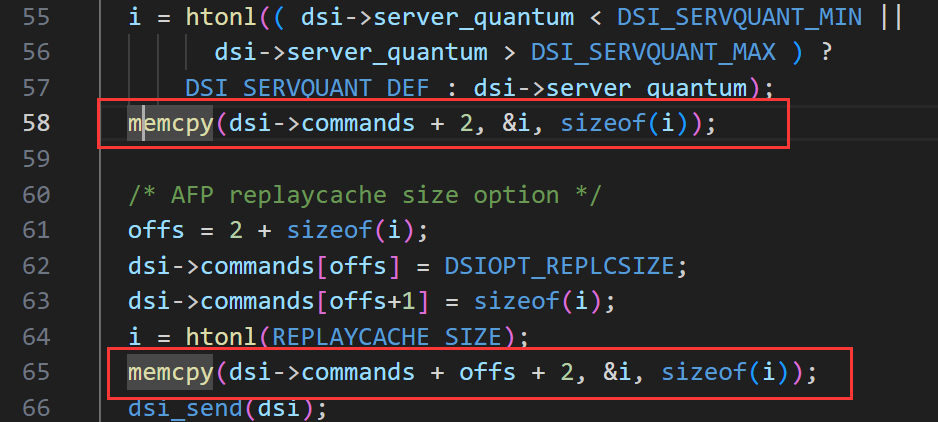 55 i = htonl(( dsi->server_quantum < DSI_SERVQUANT_MIN ||
56 dsi->server_quantum > DSI_SERVQUANT_MAX ) ?
57 DSI_SERVQUANT_DEF : dsi->server_quantum);
58 memcpy(dsi->commands + 2, &i, sizeof(i));
59
60 /* AFP replaycache size option */
61 offs = 2 + sizeof(i);
62 dsi->commands[offs] = DSIOPT_REPLCSIZE;
63 dsi->commands[offs+1] = sizeof(i);
64 i = htonl(REPLAYCACHE_SIZE);
65 memcpy(dsi->commands + offs + 2, &i, sizeof(i));
66 dsi_send(dsi);